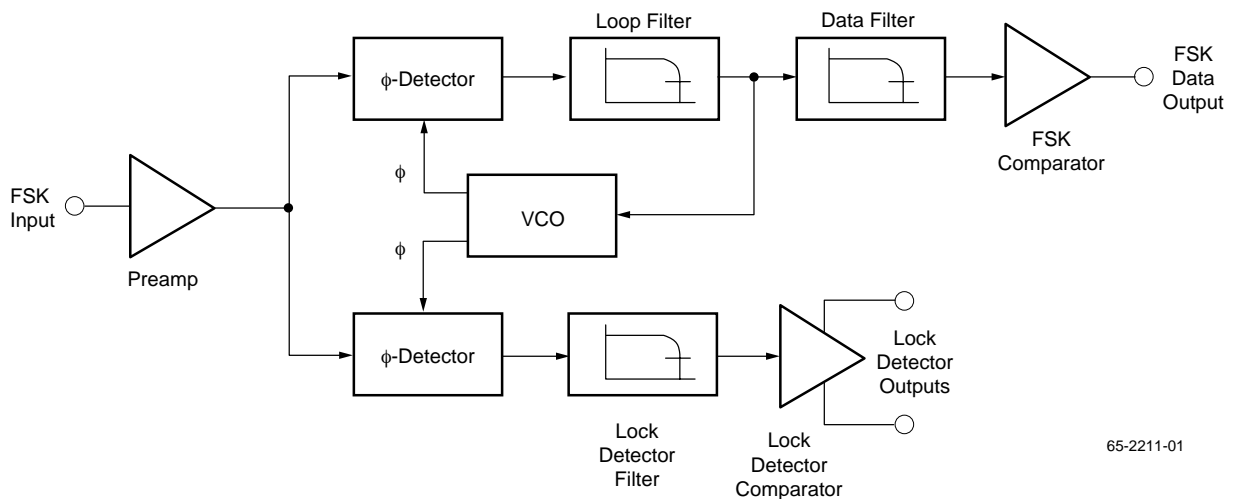 Loop Filter
Data Filter
ϕ-Detector
FSK
Data
Output
FSK
Comparator
ϕ
FSK
Input
VCO
ϕ
Preamp
ϕ-Detector
Lock
Detector
Outputs
Lock
Detector
Filter
Lock
Detector
Comparator
65-2211-01